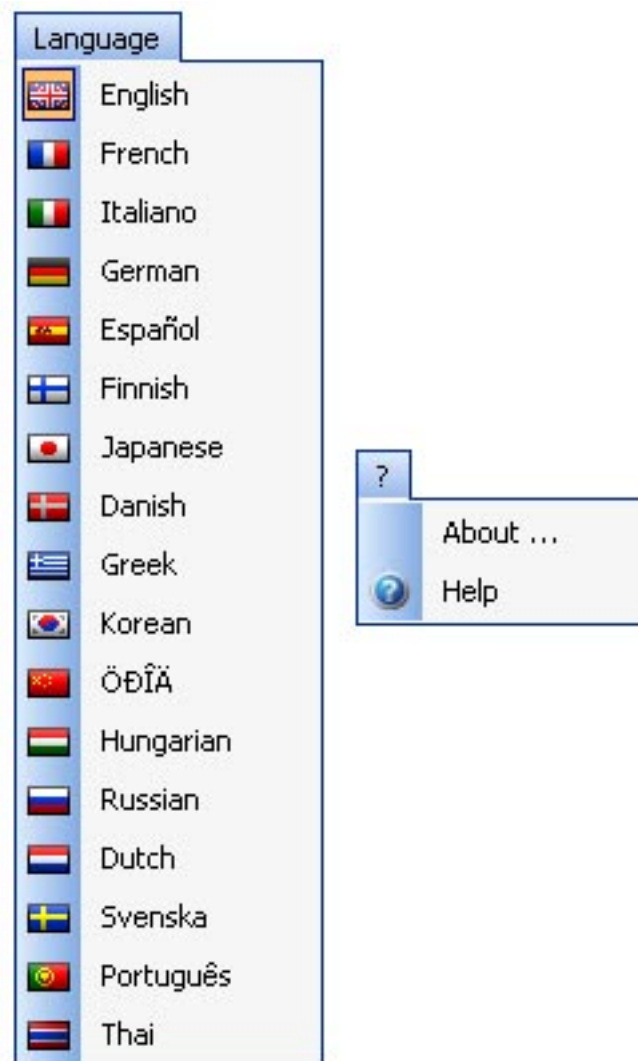 Language
English
French
Italiano
German
Español
Finnish
Japanese
Danish
Greek
Korean
ÖÐÎÄ
Hungarian
Russian
Dutch
Svenska
Português
Thai
?
About ...
Help